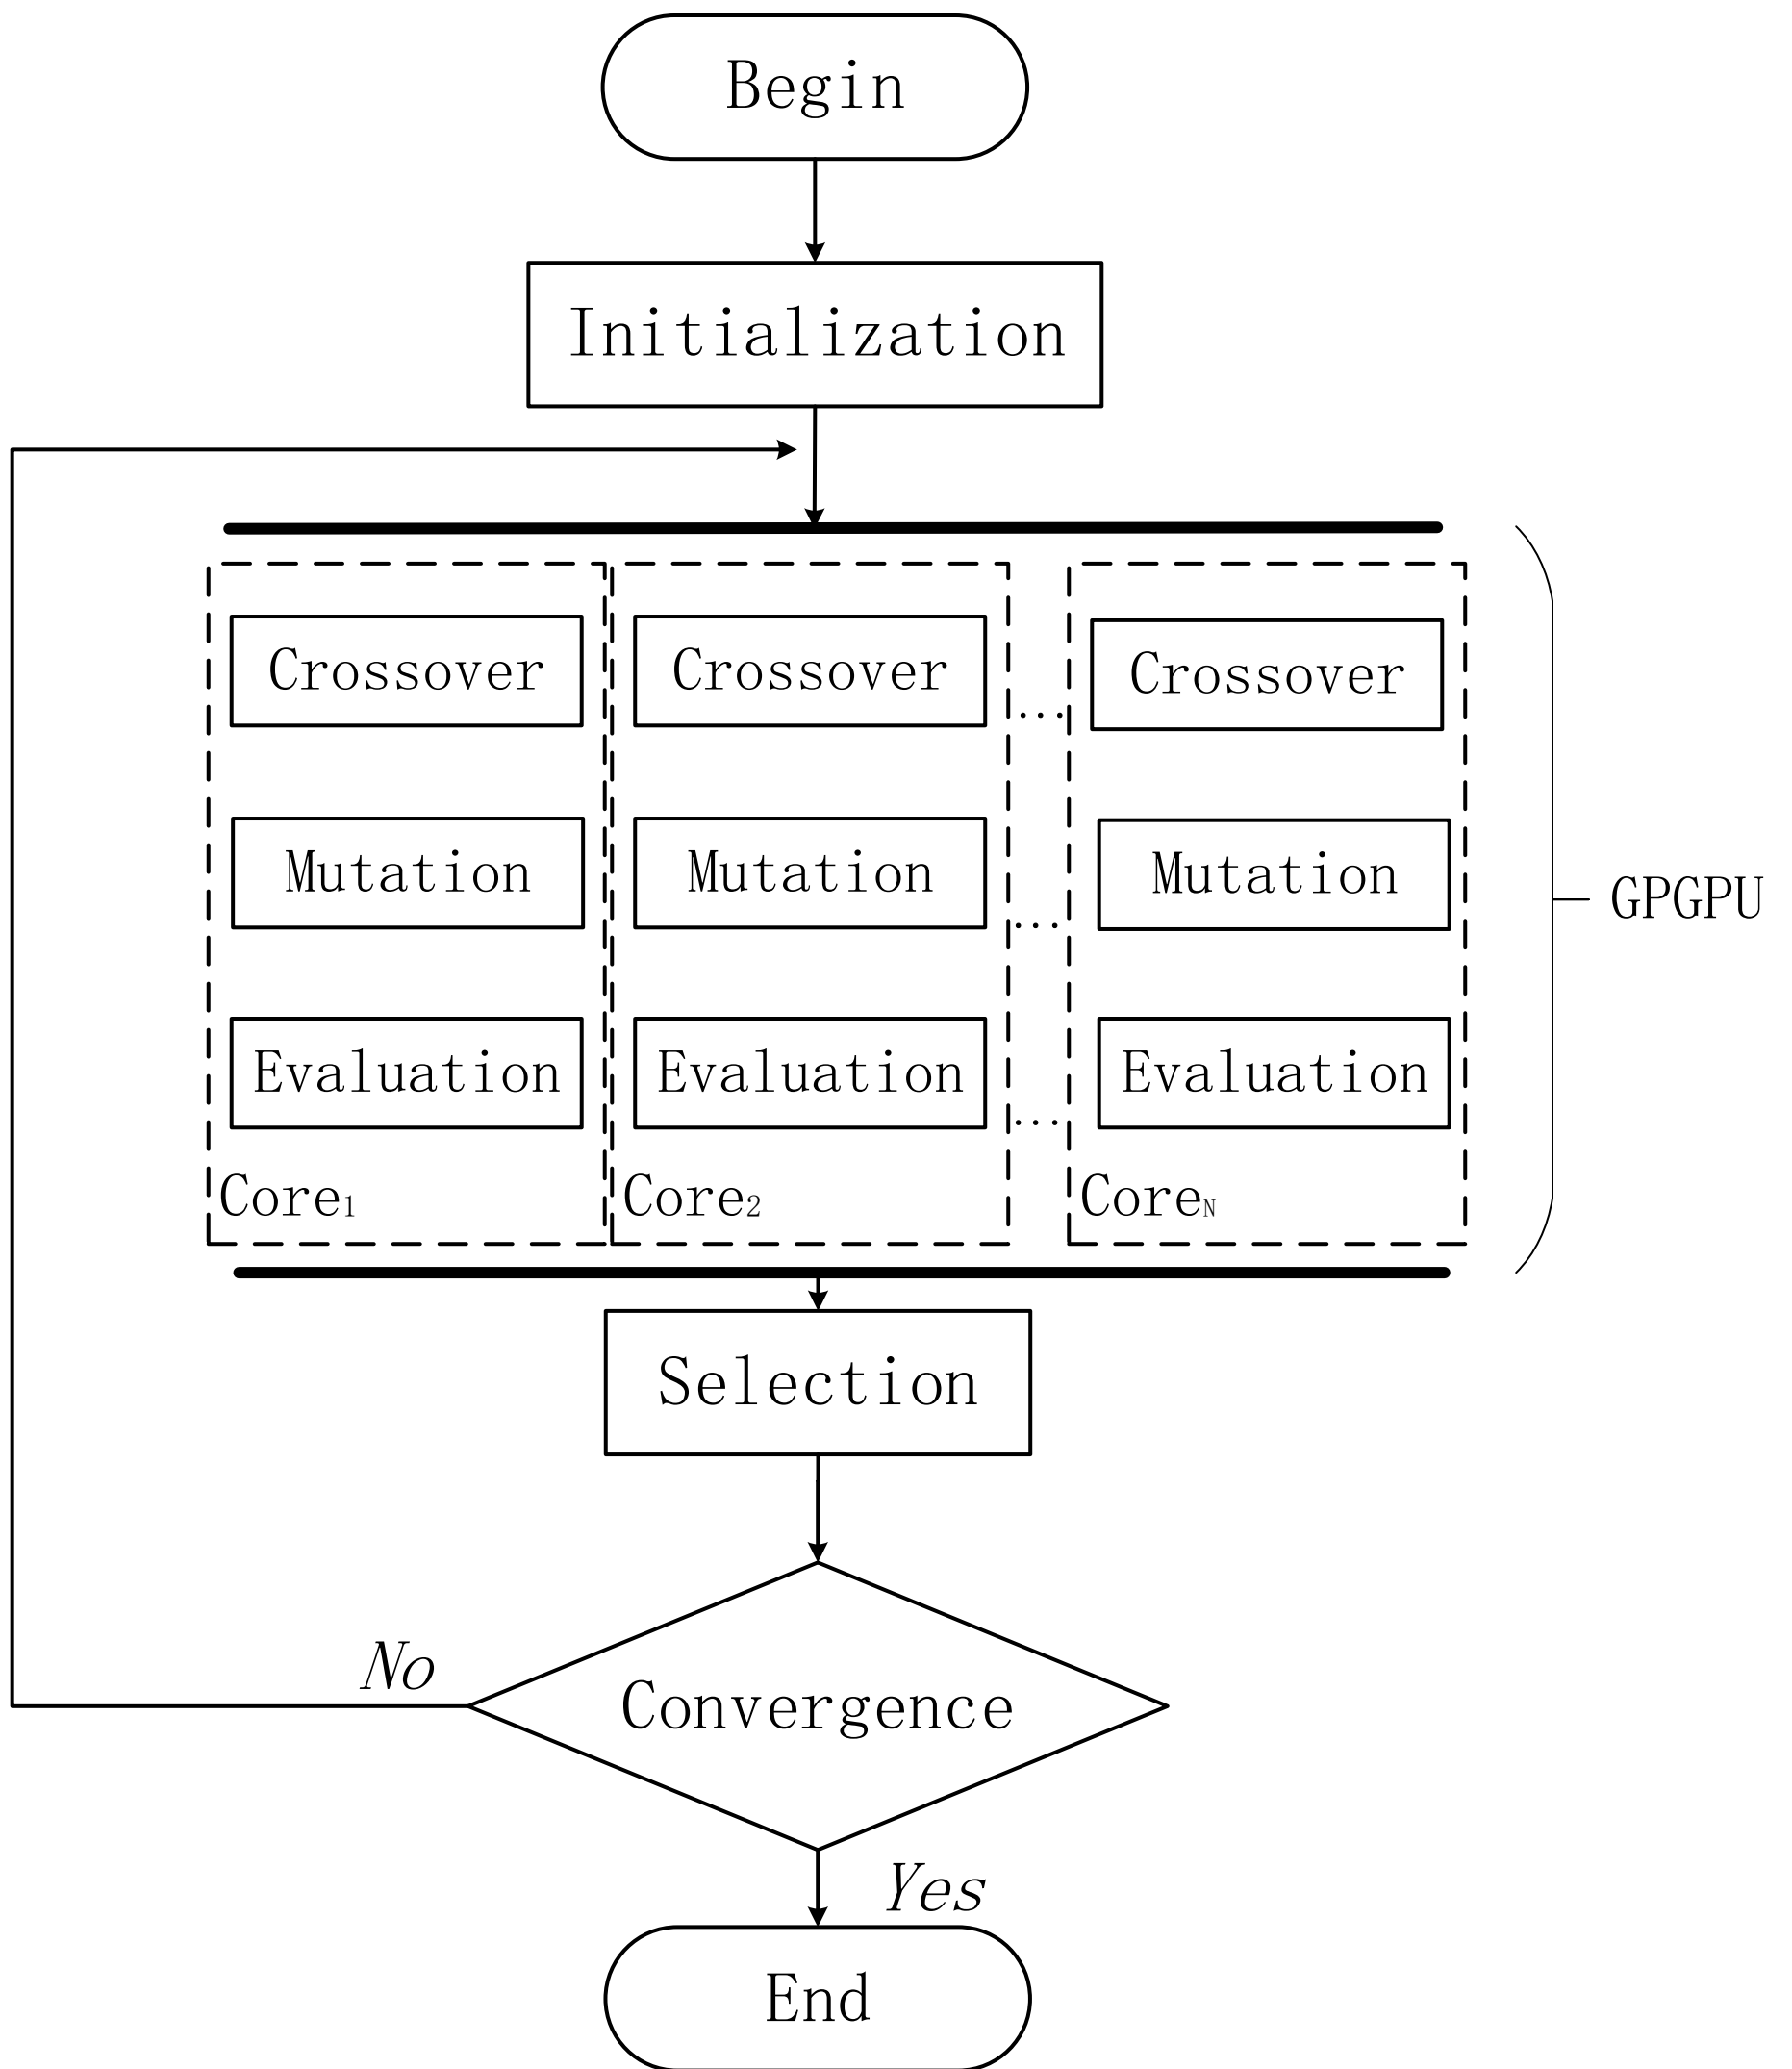 Begin
Initialization
Crossover Crossover Crossover
...
Mutation Mutation Mutation
GPGPU
...
Evaluation Evaluation Evaluation
...
Core1 Core2 CoreN
Selection
No
Convergence
Yes
End